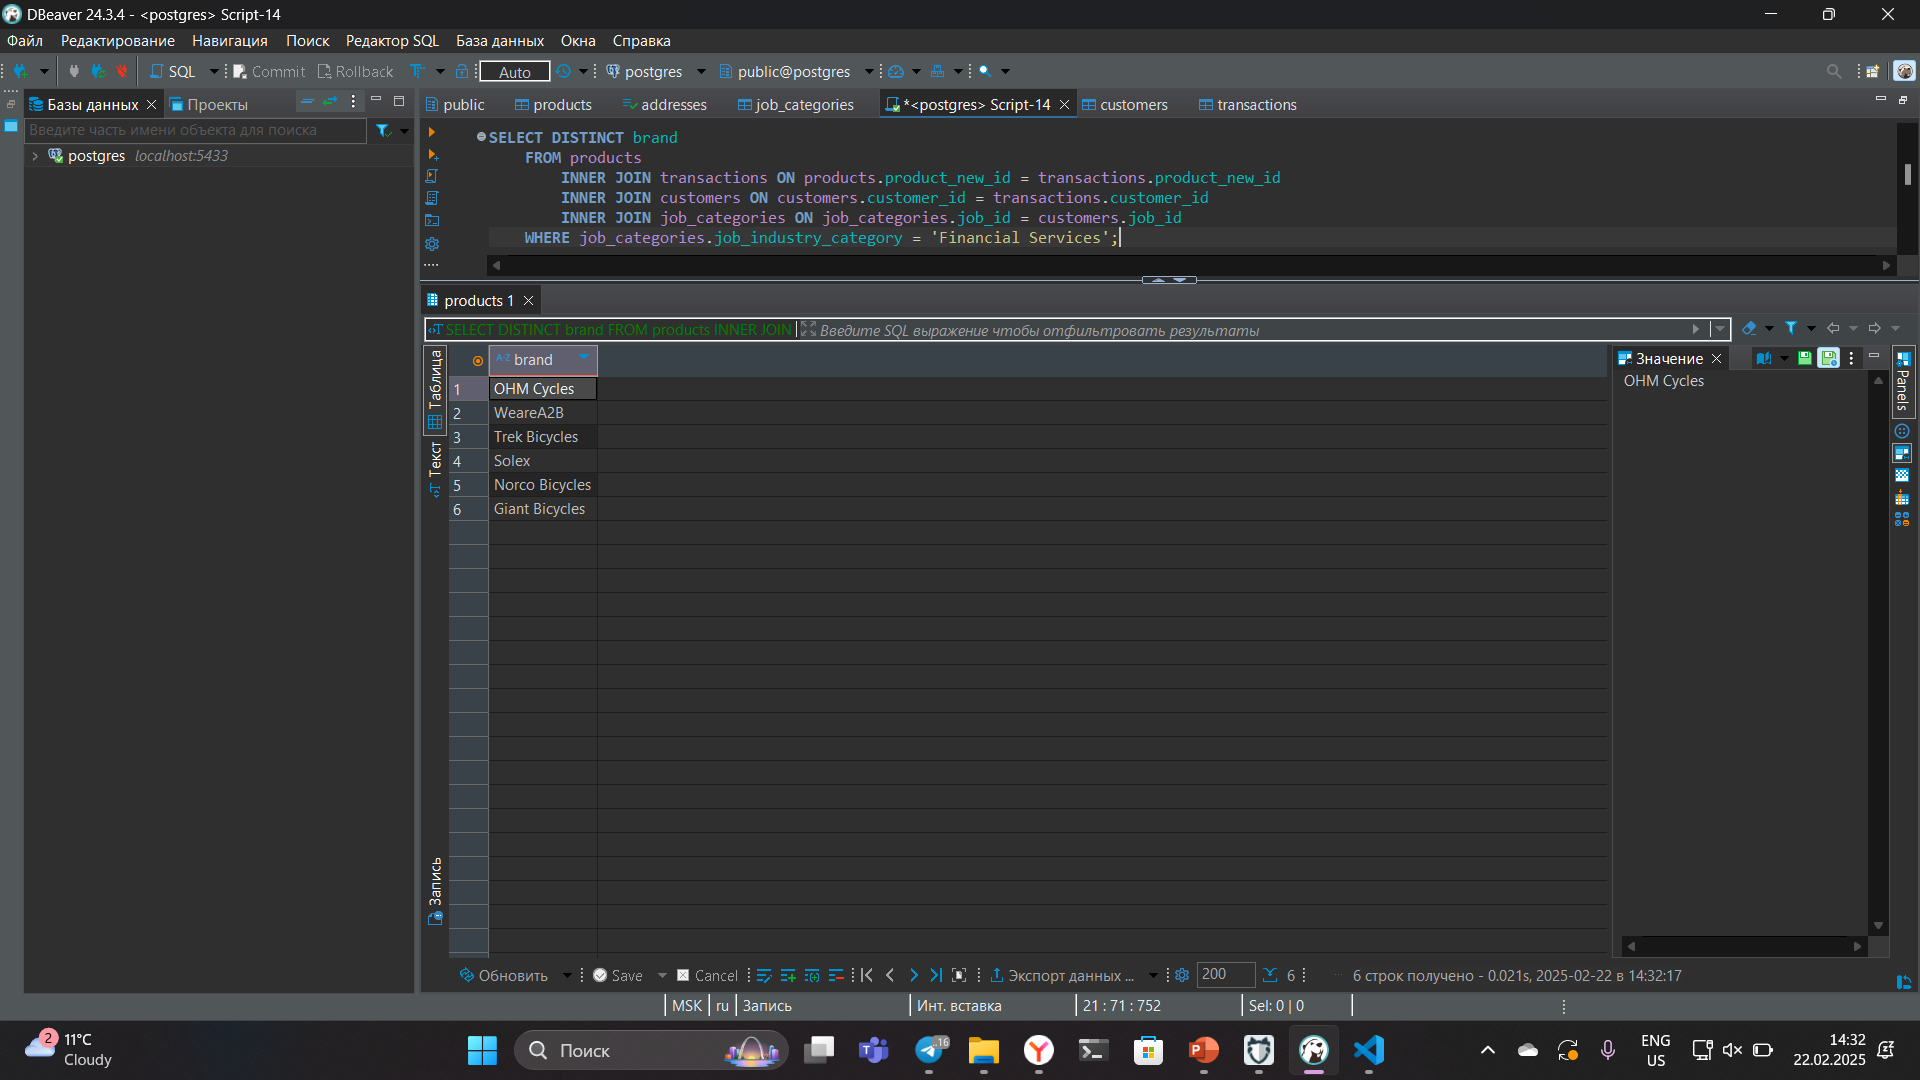 DBeaver 24.3.4 - <postgres> Script-14
Файл Редактирование Навигация Поиск Редактор SQL База данных Окна Справка
SQL Commit Rollback Auto postgres public@postgres
Базы данных Проекты
public products addresses job_categories *<postgres> Script-14 customers transactions
Введите часть имени объекта для поиска
postgres localhost:5433
SELECT DISTINCT brand
FROM products
INNER JOIN transactions ON products.product_new_id = transactions.product_new_id
INNER JOIN customers ON customers.customer_id = transactions.customer_id
INNER JOIN job_categories ON job_categories.job_id = customers.job_id
WHERE job_categories.job_industry_category = 'Financial Services';
products 1
SELECT DISTINCT brand FROM products INNER JOIN Введите SQL выражение чтобы отфильтровать результаты
Таблица
Текст
Запись
A-Z brand
1 OHM Cycles
2 WeareA2B
3 Trek Bicycles
4 Solex
5 Norco Bicycles
6 Giant Bicycles
Значение
OHM Cycles
Panels
Обновить Save Cancel Экспорт данных ... 200 6 6 строк получено - 0.021s, 2025-02-22 в 14:32:17
MSK ru Запись Инт. вставка 21 : 71 : 752 Sel: 0 | 0
2 11°C
Cloudy
Поиск
..16
ENG
US
14:32
22.02.2025